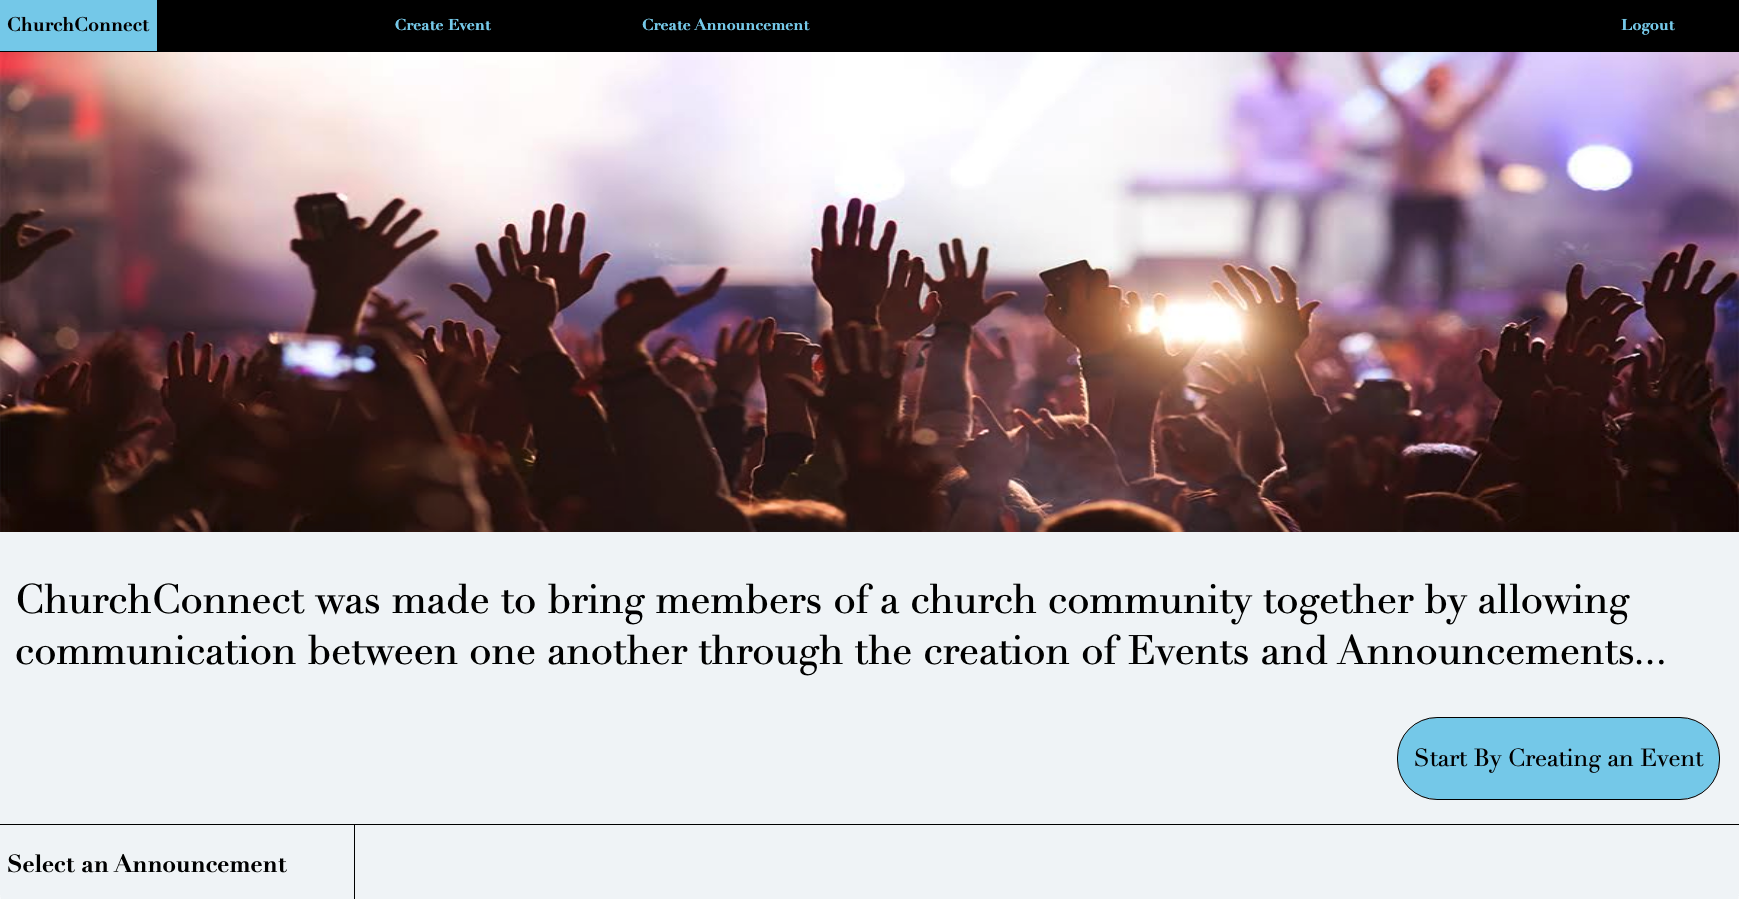 ChurchConnect
Create Event
Create Announcement
Logout
ChurchConnect was made to bring members of a church community together by allowing
communication between one another through the creation of Events and Announcements...
Start By Creating an Event
Select an Announcement